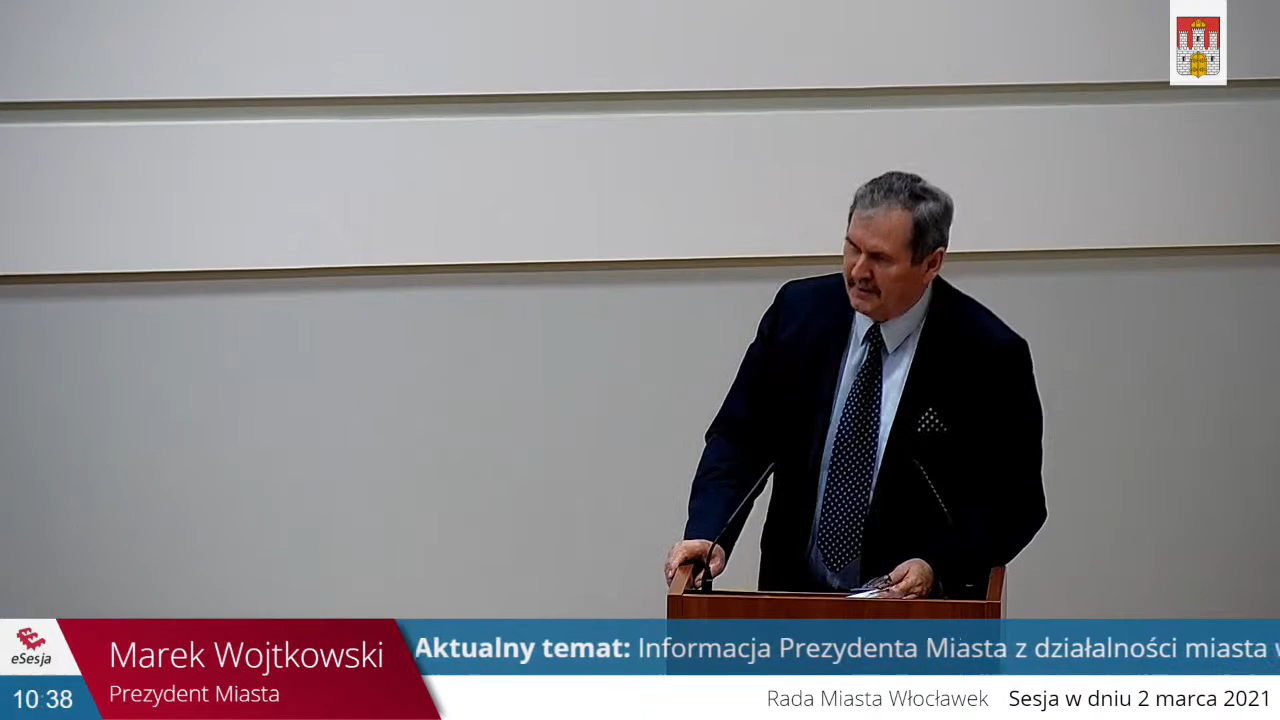 Marek Wojtkowski
Prezydent Miasta
Aktualny temat: Informacja Prezydenta Miasta z działalności miasta
eSesja
10:38
Rada Miasta Włocławek Sesja w dniu 2 marca 2021